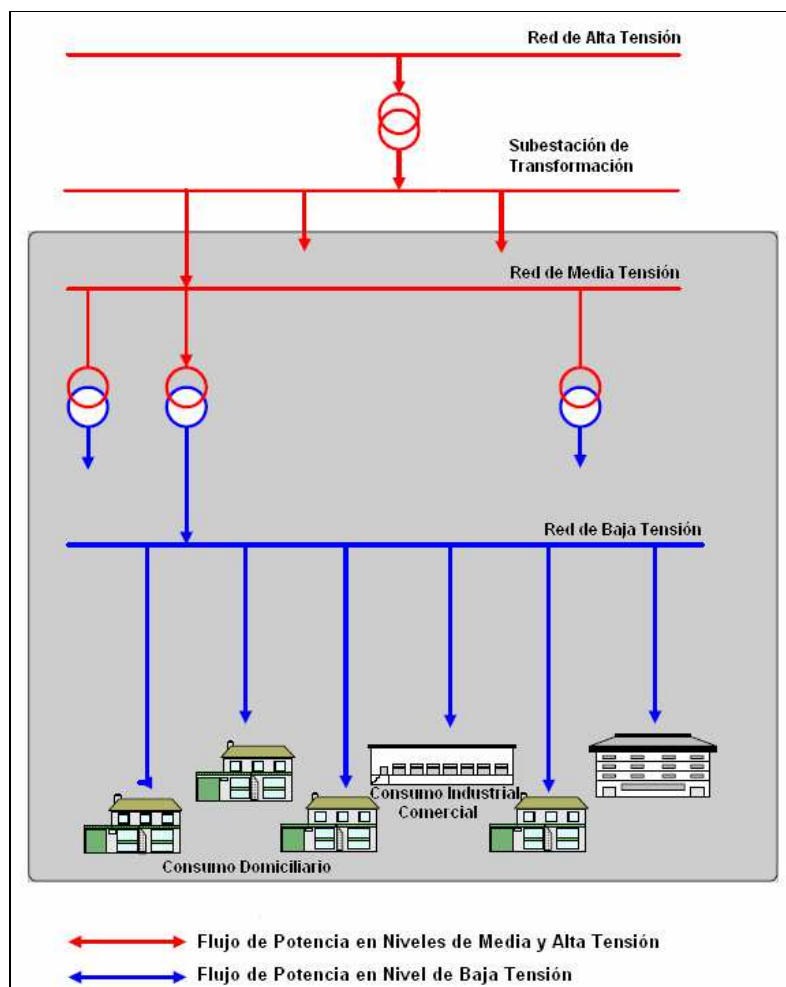 Red de Alta Tensión
Subestación de
Transformación
Red de Media Tensión
Red de Baja Tensión
Consumo Industrial
Comercial
Consumo Domiciliario
Flujo de Potencia en Niveles de Media y Alta Tensión
Flujo de Potencia en Nivel de Baja Tensión